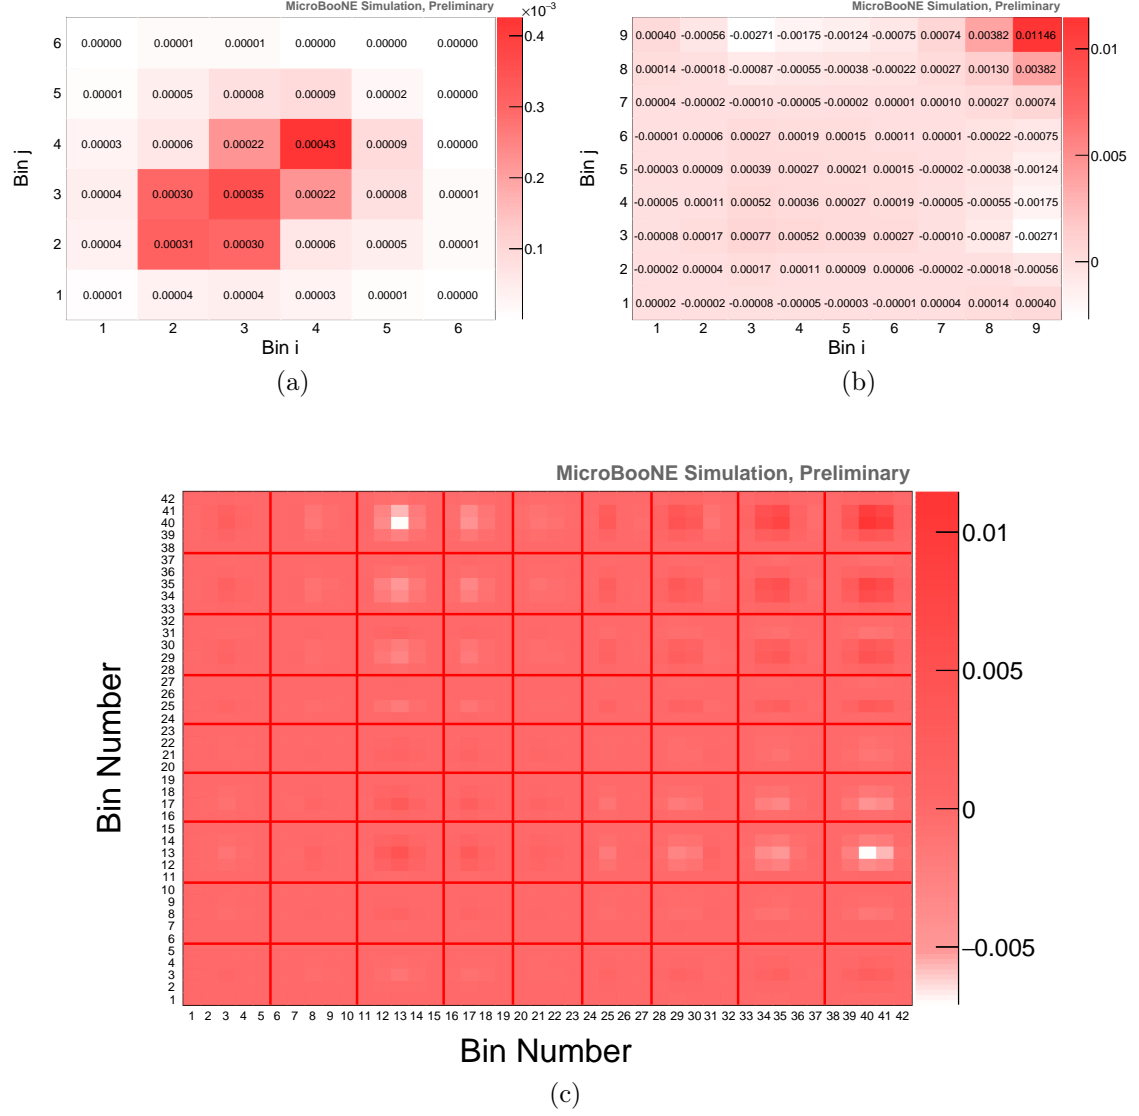 MicroBooNE Simulation, Preliminary
×10⁻³
6 0.00000 0.00001 0.00001 0.00000 0.00000 0.00000 0.4
5 0.00001 0.00005 0.00008 0.00009 0.00002 0.00000 0.3
4 0.00003 0.00006 0.00022 0.00043 0.00009 0.00000
3 0.00004 0.00030 0.00035 0.00022 0.00008 0.00001 0.2
2 0.00004 0.00031 0.00030 0.00006 0.00005 0.00001 0.1
1 0.00001 0.00004 0.00004 0.00003 0.00001 0.00000
1 2 3 4 5 6
Bin j
Bin i
(a)
MicroBooNE Simulation, Preliminary
9 0.00040 -0.00056 -0.00271 -0.00175 -0.00124 -0.00075 0.00074 0.00382 0.01146 0.01
8 0.00014 -0.00018 -0.00087 -0.00055 -0.00038 -0.00022 0.00027 0.00130 0.00382
7 0.00004 -0.00002 -0.00010 -0.00005 -0.00002 0.00001 0.00010 0.00027 0.00074
6 -0.00001 0.00006 0.00027 0.00019 0.00015 0.00011 0.00001 -0.00022 -0.00075 0.005
5 -0.00003 0.00009 0.00039 0.00027 0.00021 0.00015 -0.00002 -0.00038 -0.00124
4 -0.00005 0.00011 0.00052 0.00036 0.00027 0.00019 -0.00005 -0.00055 -0.00175
3 -0.00008 0.00017 0.00077 0.00052 0.00039 0.00027 -0.00010 -0.00087 -0.00271 0
2 -0.00002 0.00004 0.00017 0.00011 0.00009 0.00006 -0.00002 -0.00018 -0.00056
1 0.00002 -0.00002 -0.00008 -0.00005 -0.00003 -0.00001 0.00004 0.00014 0.00040
1 2 3 4 5 6 7 8 9
Bin j
Bin i
(b)
MicroBooNE Simulation, Preliminary
42
41
40
39
38
37
35
34
33
32
31
30
29
28
27
26
25
24
23
22
21
20
19
18
17
16
15
14
13
12
11
10
9
8
7
6
5
4
3
2
1
0.01
0.005
0
−0.005
Bin Number
1 2 3 4 5 6 7 8 9 10 11 12 13 14 15 16 17 18 19 20 21 22 23 24 25 26 27 28 29 30 31 32 33 34 35 36 37 38 39 40 41 42
Bin Number
(c)